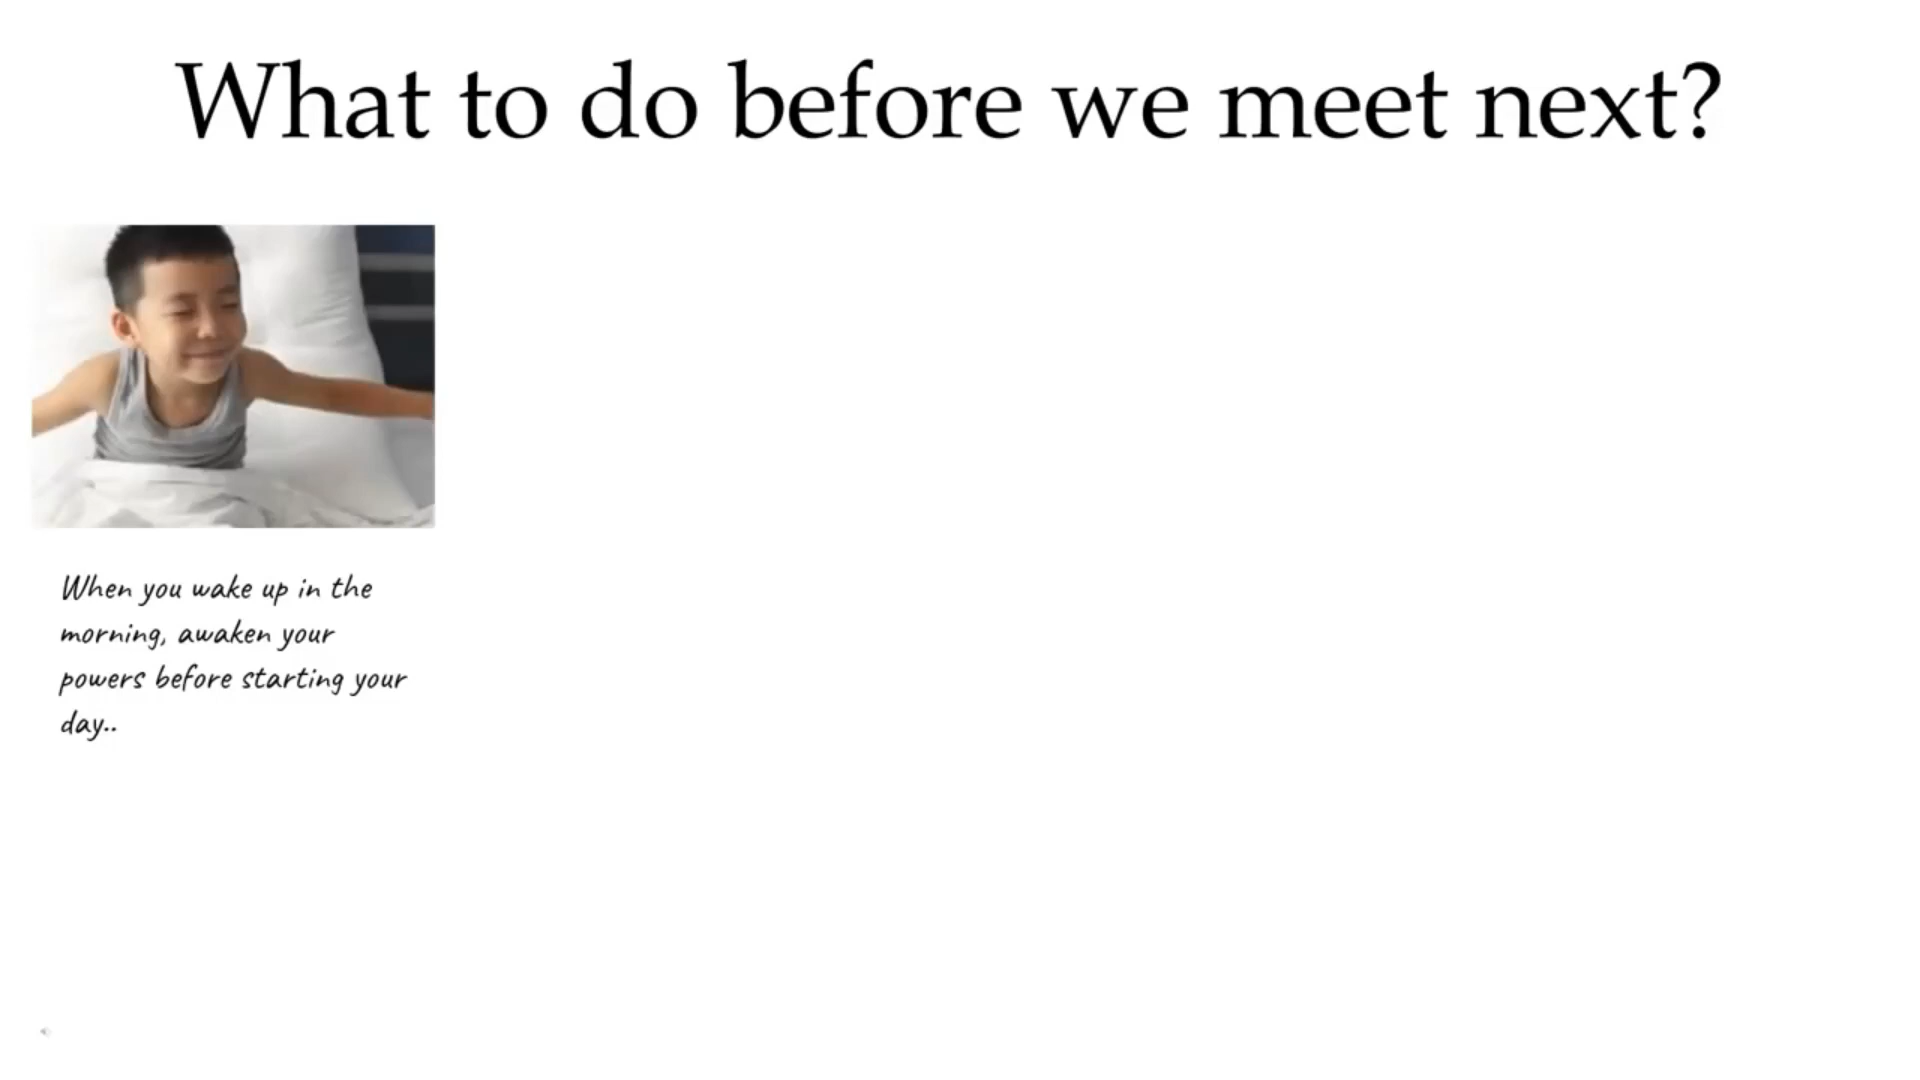 What to do before we meet next?
When you wake up in the
morning, awaken your
powers before starting your
day..